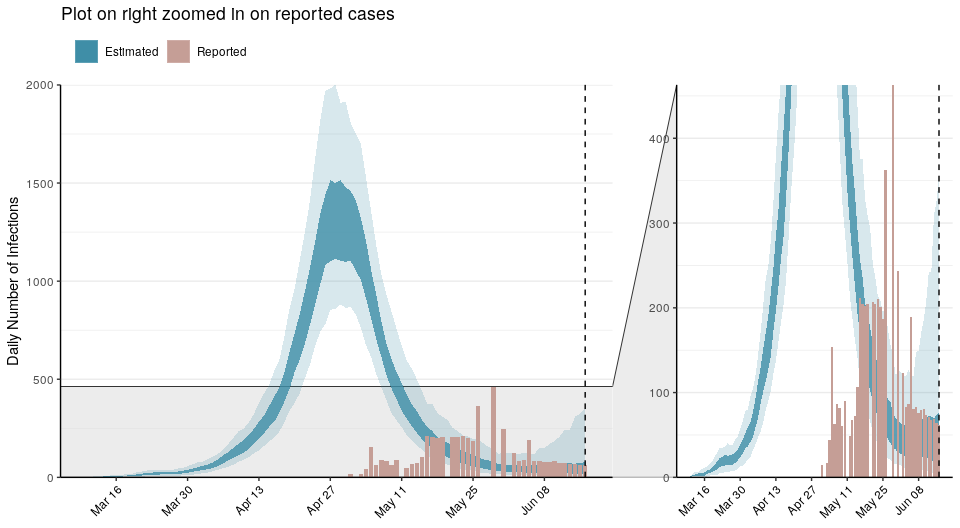 Plot on right zoomed in on reported cases
Estimated Reported
Daily Number of Infections
2000
1500
1000
500
0
Mar 16 Mar 30 Apr 13 Apr 27 May 11 May 25 Jun 08
400
300
200
100
0
Mar 16 Mar 30 Apr 13 Apr 27 May 11 May 25 Jun 08